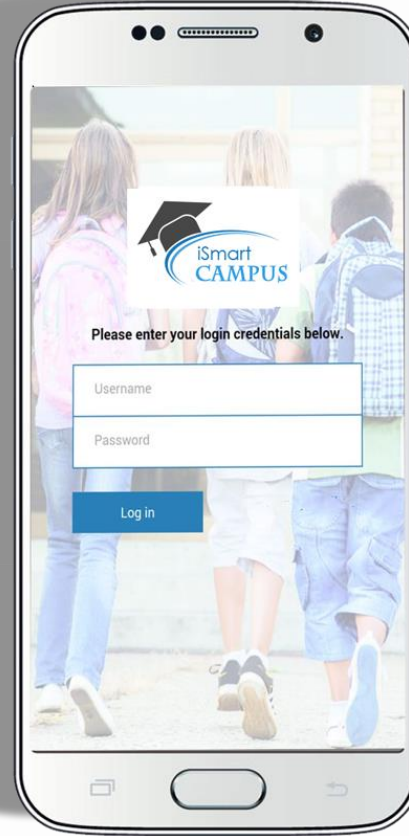 iSmart
CAMPUS
Please enter your login credentials below.
Username
Password
Log in